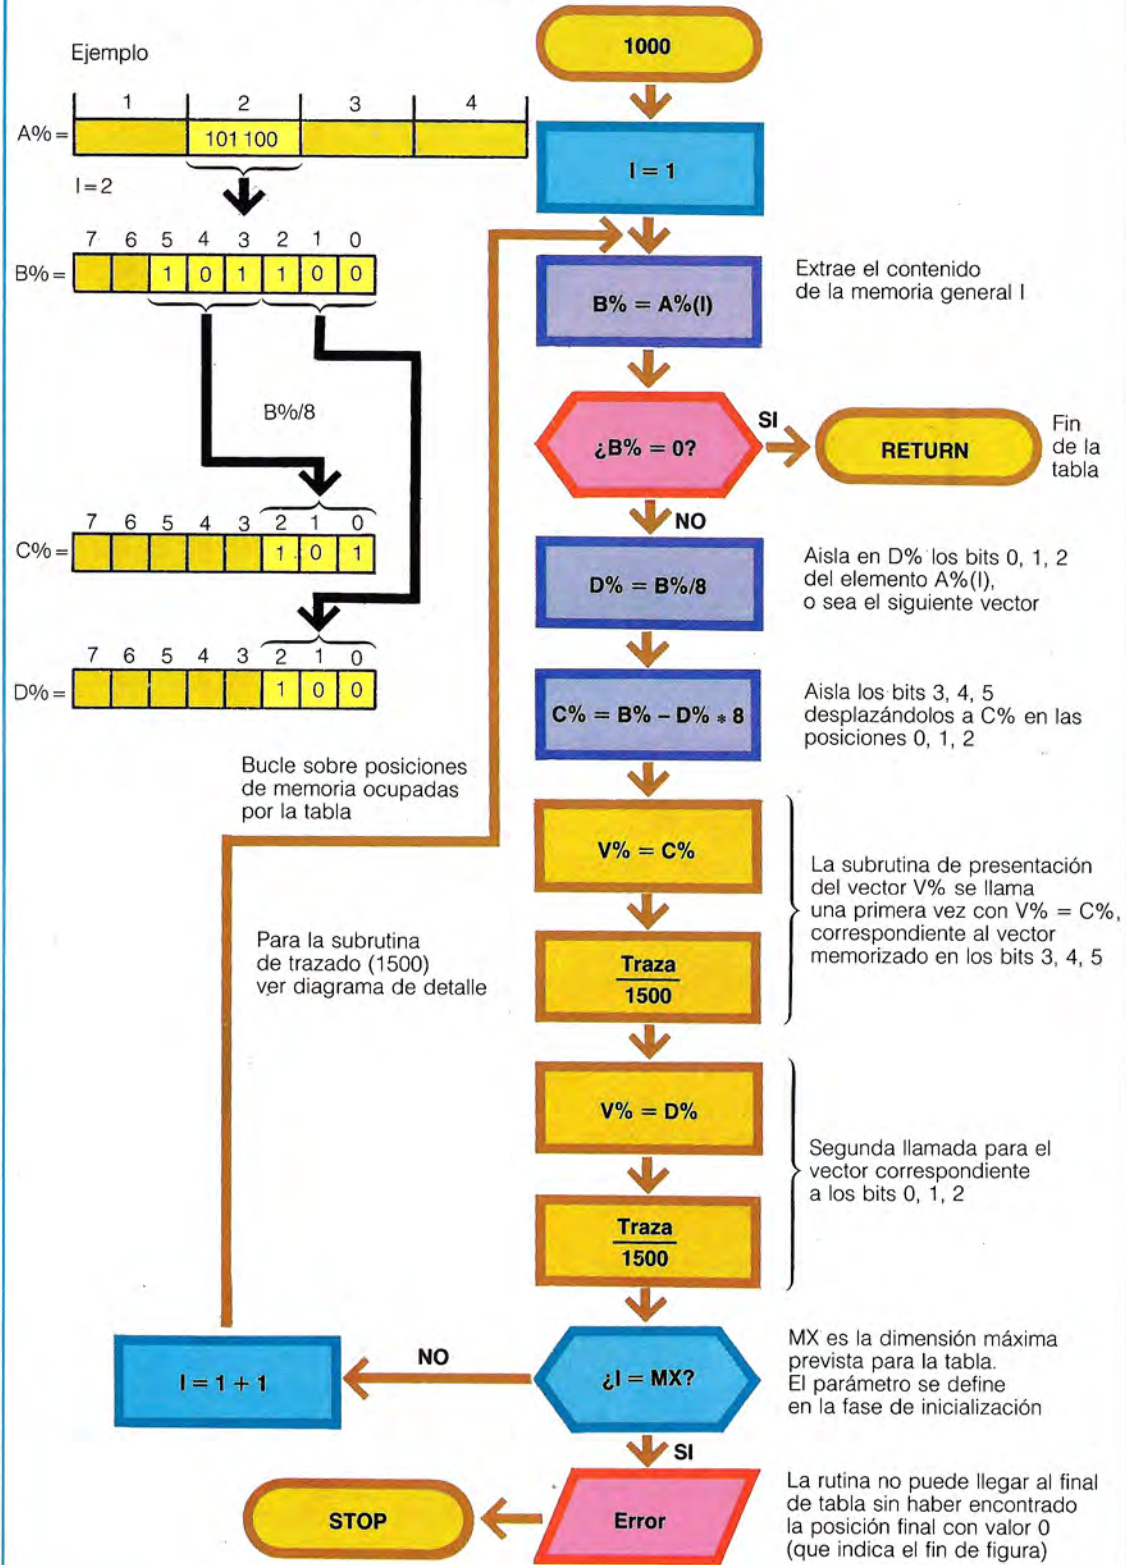 1000
Ejemplo
1 2 3 4
A% = 101 100
I = 2
I = 1
7 6 5 4 3 2 1 0
B% = 1 0 1 1 0 0
B% = A%(I)
Extrae el contenido
de la memoria general I
B%/8
¿B% = 0?
SI
RETURN
Fin
de la
tabla
NO
7 6 5 4 3 2 1 0
C% = 1 0 1
D% = B%/8
Aisla en D% los bits 0, 1, 2
del elemento A%(I),
o sea el siguiente vector
7 6 5 4 3 2 1 0
D% = 1 0 0
C% = B% – D% * 8
Aisla los bits 3, 4, 5
desplazándolos a C% en las
posiciones 0, 1, 2
Bucle sobre posiciones
de memoria ocupadas
por la tabla
V% = C%
La subrutina de presentación
del vector V% se llama
una primera vez con V% = C%,
correspondiente al vector
memorizado en los bits 3, 4, 5
Para la subrutina
de trazado (1500)
ver diagrama de detalle
Traza
1500
V% = D%
Segunda llamada para el
vector correspondiente
a los bits 0, 1, 2
Traza
1500
¿I = MX?
MX es la dimensión máxima
prevista para la tabla.
El parámetro se define
en la fase de inicialización
NO
I = 1 + 1
SI
Error
STOP
La rutina no puede llegar al final
de tabla sin haber encontrado
la posición final con valor 0
(que indica el fin de figura)